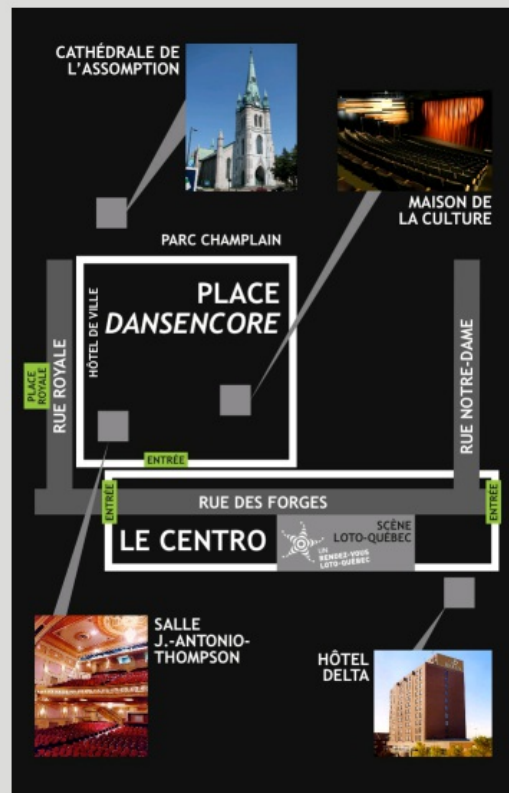 CATHÉDRALE DE
L'ASSOMPTION
MAISON DE
LA CULTURE
PARC CHAMPLAIN
PLACE
DANSENCORE
HÔTEL DE VILLE
PLACE
ROYALE
RUE ROYALE
RUE NOTRE-DAME
ENTRÉE
ENTRÉE
RUE DES FORGES
ENTRÉE
LE CENTRO
SCÈNE
LOTO-QUÉBEC
UN
RENDEZ-VOUS
LOTO-QUÉBEC
SALLE
J.-ANTONIO-
THOMPSON
HÔTEL
DELTA